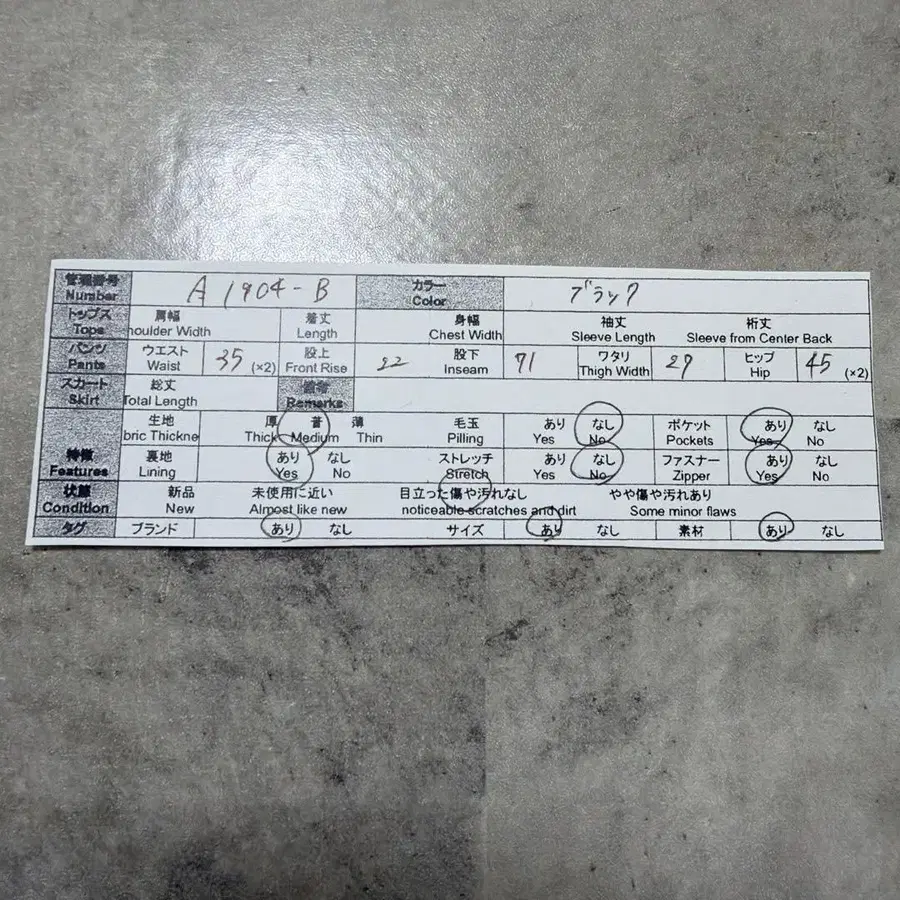 管理番号 A1904-B カラー ブラック
Number Color
トップス 肩幅 着丈 身幅 袖丈 裄丈
Tops houlder Width Length Chest Width Sleeve Length Sleeve from Center Back
パンツ ウエスト 35 (×2) 股上 22 股下 71 ワタリ 27 ヒップ 45 (×2)
Pants Waist Front Rise Inseam Thigh Width Hip
スカート 総丈 備考
Skirt Total Length Remarks
生地 厚 普 薄 毛玉 あり なし ポケット あり なし
bric Thickne Thick Medium Thin Pilling Yes No Pockets Yes No
特徴 裏地 あり なし ストレッチ あり なし ファスナー あり なし
Features Lining Yes No Stretch Yes No Zipper Yes No
状態 新品 未使用に近い 目立った傷や汚れなし やや傷や汚れあり
Condition New Almost like new noticeable scratches and dirt Some minor flaws
タグ ブランド あり なし サイズ あり なし 素材 あり なし